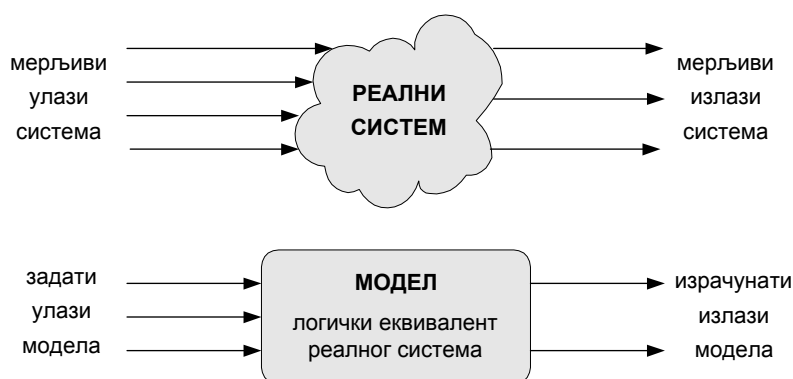 мерљиви
улази
система
РЕАЛНИ
СИСТЕМ
мерљиви
излази
система
задати
улази
модела
МОДЕЛ
логички еквивалент
реалног система
израчунати
излази
модела